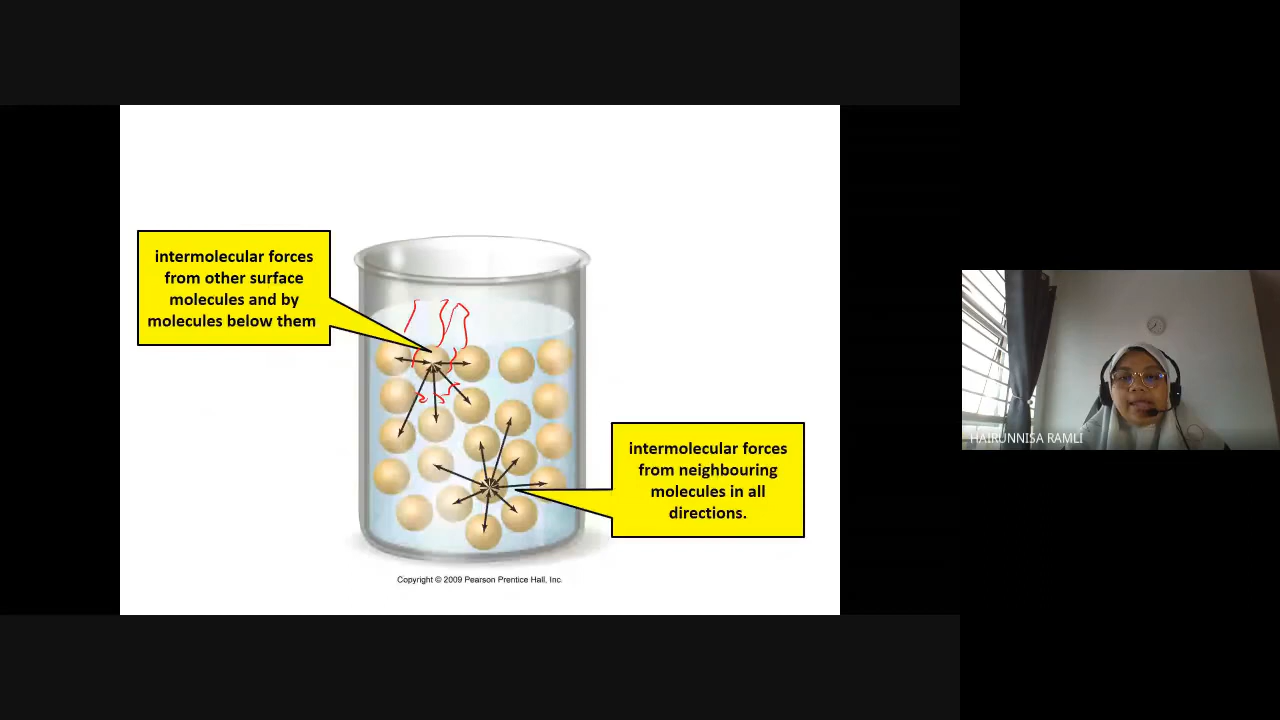 intermolecular forces
from other surface
molecules and by
molecules below them
intermolecular forces
from neighbouring
molecules in all
directions.
Copyright © 2009 Pearson Prentice Hall, Inc.
HAIRUNNISA RAMLI